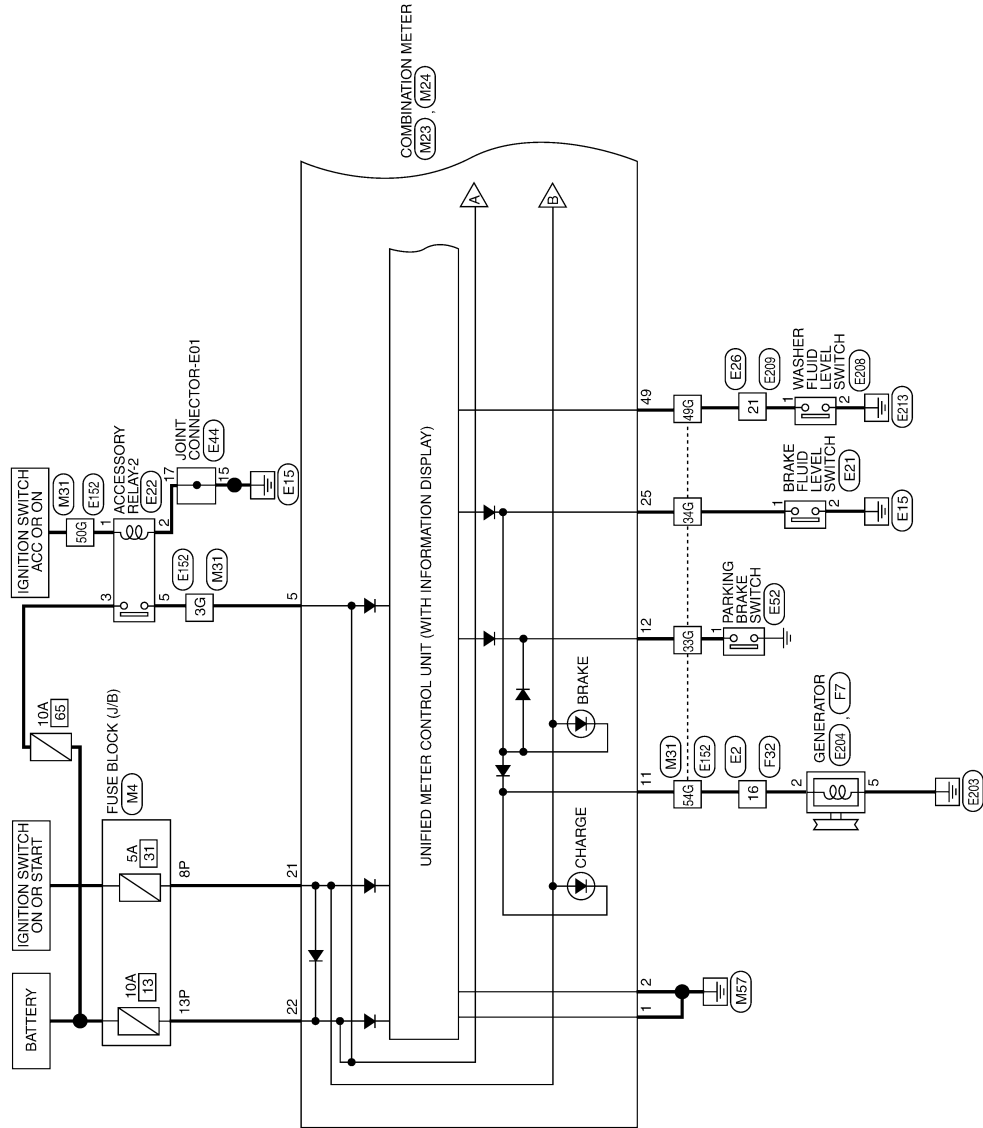 IGNITION SWITCH
ACC OR ON
50G
M31
E152
ACCESSORY
RELAY-2
E22
1
2
3
5
17
JOINT
CONNECTOR-E01
E44
15
E15
3G
E152
M31
5
10A
65
BATTERY
IGNITION SWITCH
ON OR START
FUSE BLOCK (J/B)
M4
10A
13
5A
31
13P
8P
22
21
COMBINATION METER
M23 , M24
UNIFIED METER CONTROL UNIT (WITH INFORMATION DISPLAY)
A
B
CHARGE
BRAKE
1
2
11
12
25
49
M57
54G
M31
E152
16
E2
F32
2
GENERATOR
E204 , F7
5
E203
33G
1
PARKING
BRAKE
SWITCH
E52
34G
1
BRAKE
FLUID
LEVEL
SWITCH
E21
2
E15
49G
21
E26
E209
1
WASHER
FLUID
LEVEL
SWITCH
E208
2
E213